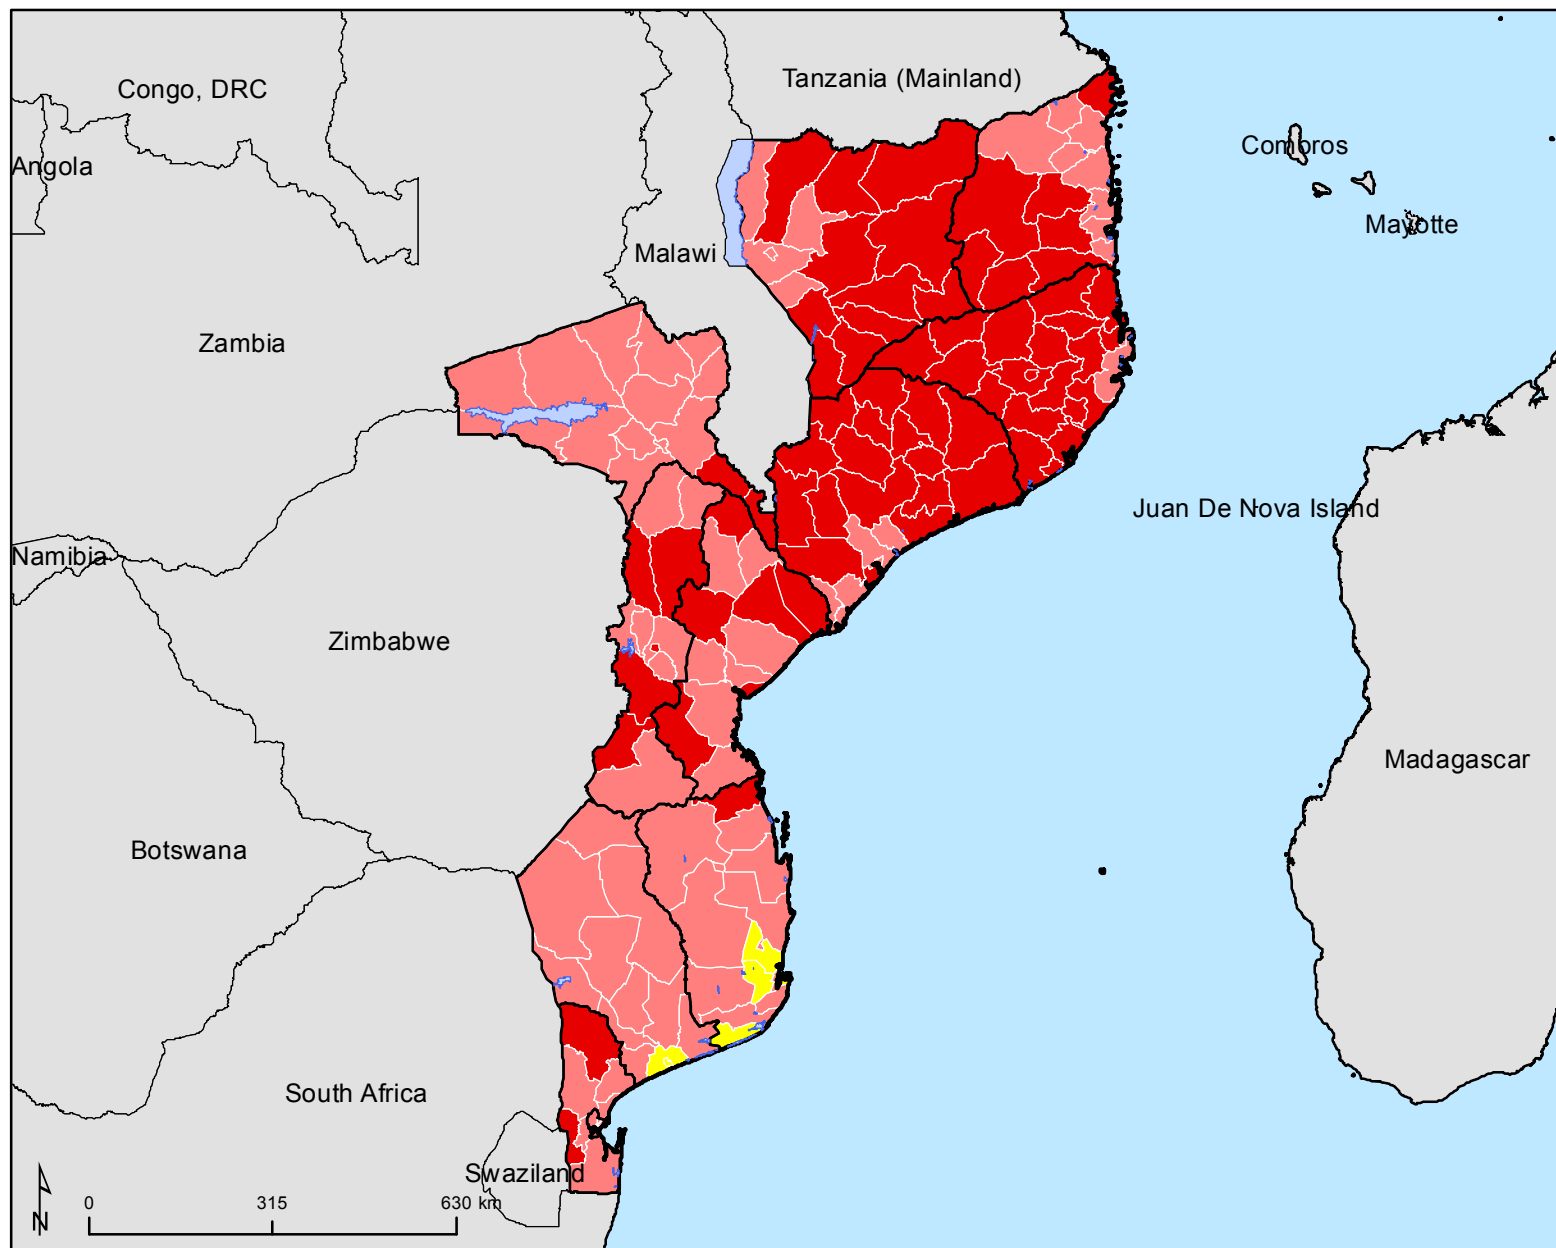 Tanzania (Mainland)
Congo, DRC
Comoros
Angola
Mayotte
Malawi
Zambia
Juan De Nova Island
Namibia
Zimbabwe
Madagascar
Botswana
South Africa
Swaziland
0 315 630 km
N